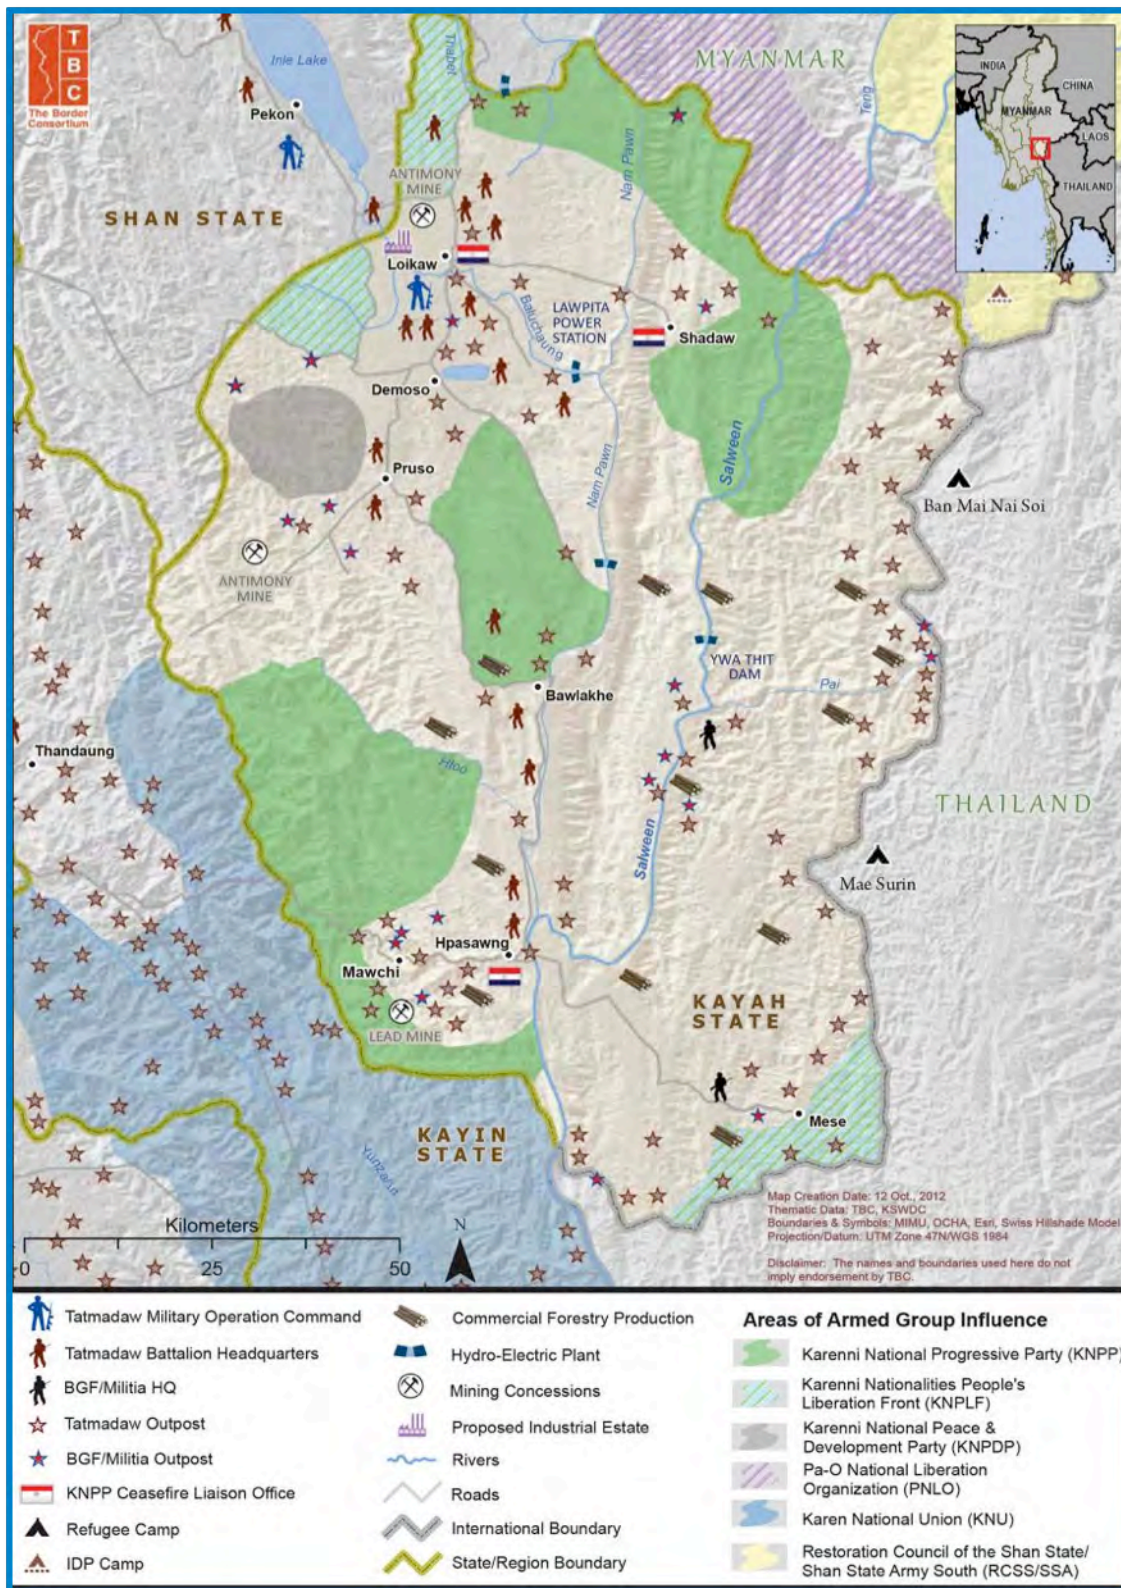 T
B
C
The Border
Consortium
Inle Lake
Thabet
MYANMAR
Teng
INDIA
CHINA
MYANMAR
LAOS
THAILAND
Pekon
Nam Pawn
ANTIMONY
MINE
SHAN STATE
Loikaw
Baluchaung
LAWPITA
POWER
STATION
Shadaw
Demoso
Salween
Nam Pawn
Pruso
Ban Mai Nai Soi
ANTIMONY
MINE
YWA THIT
DAM
Pai
Bawlakhe
Thandaung
Htoo
THAILAND
Salween
Mae Surin
Hpasawng
Mawchi
KAYAH
STATE
LEAD MINE
Mese
KAYIN
STATE
Yunzalin
Map Creation Date: 12 Oct., 2012
Thematic Data: TBC, KSWDC
Boundaries & Symbols: MIMU, OCHA, Esri, Swiss Hillshade Model
Projection/Datum: UTM Zone 47N/WGS 1984
Disclaimer: The names and boundaries used here do not
imply endorsement by TBC.
Kilometers
N
0 25 50
Tatmadaw Military Operation Command
Tatmadaw Battalion Headquarters
BGF/Militia HQ
Tatmadaw Outpost
BGF/Militia Outpost
KNPP Ceasefire Liaison Office
Refugee Camp
IDP Camp
Commercial Forestry Production
Hydro-Electric Plant
Mining Concessions
Proposed Industrial Estate
Rivers
Roads
International Boundary
State/Region Boundary
Areas of Armed Group Influence
Karenni National Progressive Party (KNPP)
Karenni Nationalities People's
Liberation Front (KNPLF)
Karenni National Peace &
Development Party (KNPDP)
Pa-O National Liberation
Organization (PNLO)
Karen National Union (KNU)
Restoration Council of the Shan State/
Shan State Army South (RCSS/SSA)